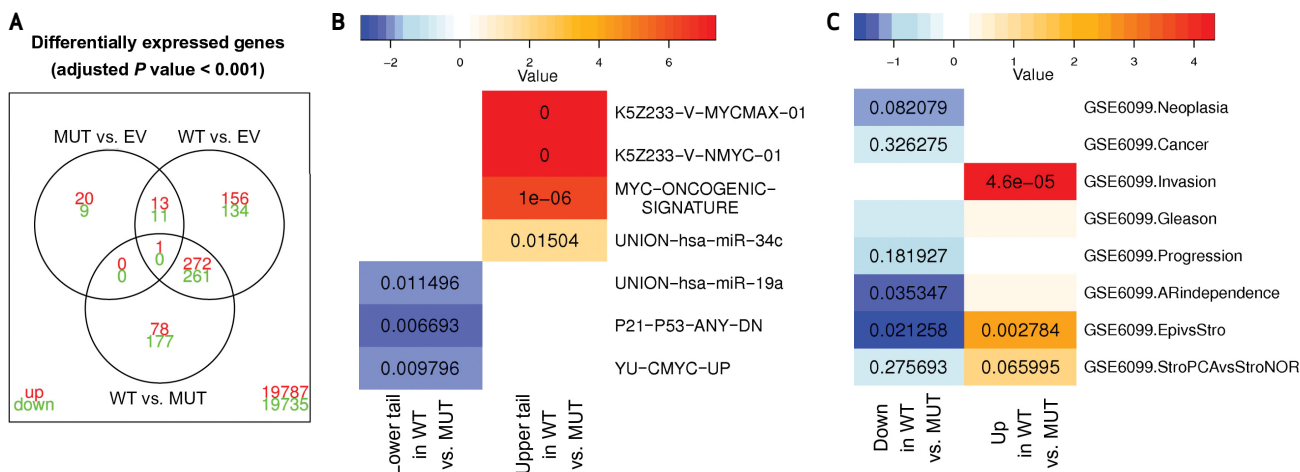 A
Differentially expressed genes
(adjusted P value < 0.001)
MUT vs. EV
WT vs. EV
20
9
13
11
156
134
1
0
0
0
272
261
78
177
WT vs. MUT
up
down
19787
19735
B
−2
0
2
4
6
Value
0
K5Z233−V−MYCMAX−01
0
K5Z233−V−NMYC−01
1e−06
MYC−ONCOGENIC−
SIGNATURE
0.01504
UNION−hsa−miR−34c
0.011496
UNION−hsa−miR−19a
0.006693
P21−P53−ANY−DN
0.009796
YU−CMYC−UP
Lower tail
in WT
vs. MUT
Upper tail
in WT
vs. MUT
C
−1
0
1
2
3
4
Value
0.082079
GSE6099.Neoplasia
0.326275
GSE6099.Cancer
4.6e−05
GSE6099.Invasion
GSE6099.Gleason
0.181927
GSE6099.Progression
0.035347
GSE6099.ARindependence
0.021258
0.002784
GSE6099.EpivsStro
0.275693
0.065995
GSE6099.StroPCAvsStroNOR
Down
in WT
vs. MUT
Up
in WT
vs. MUT